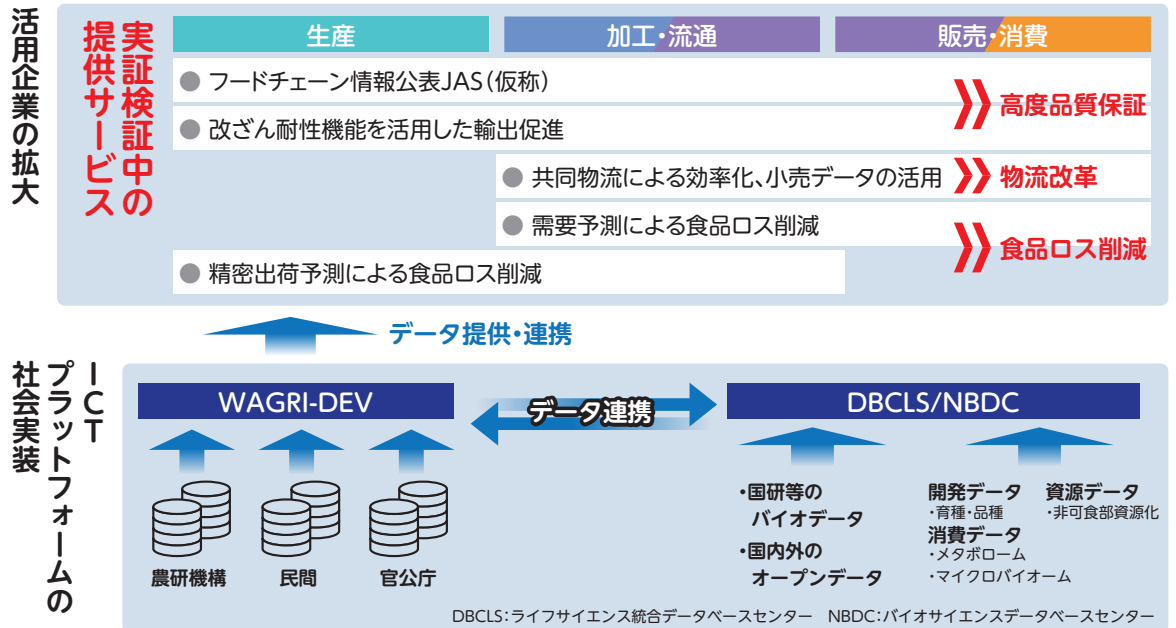 活用企業の拡大
実証検証中の
提供サービス
生産
加工・流通
販売/消費
● フードチェーン情報公表JAS（仮称）
● 改ざん耐性機能を活用した輸出促進
高度品質保証
● 共同物流による効率化、小売データの活用
物流改革
● 需要予測による食品ロス削減
● 精密出荷予測による食品ロス削減
食品ロス削減
データ提供・連携
ICT
プラットフォームの
社会実装
WAGRI-DEV
データ連携
DBCLS/NBDC
農研機構
民間
官公庁
・国研等の
バイオデータ
・国内外の
オープンデータ
開発データ
・育種・品種
消費データ
・メタボローム
・マイクロバイオーム
資源データ
・非可食部資源化
DBCLS：ライフサイエンス統合データベースセンター　NBDC：バイオサイエンスデータベースセンター